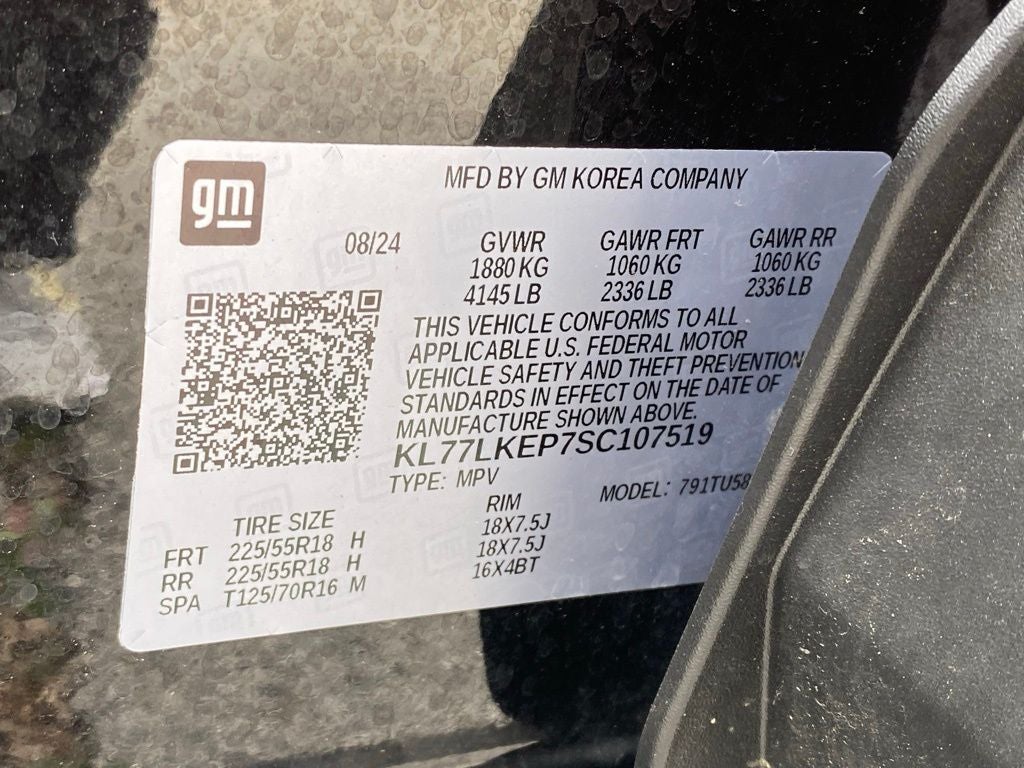 gm
MFD BY GM KOREA COMPANY
08/24
GVWR GAWR FRT GAWR RR
1880 KG 1060 KG 1060 KG
4145 LB 2336 LB 2336 LB
THIS VEHICLE CONFORMS TO ALL
APPLICABLE U.S. FEDERAL MOTOR
VEHICLE SAFETY AND THEFT PREVENTION
STANDARDS IN EFFECT ON THE DATE OF
MANUFACTURE SHOWN ABOVE.
KL77LKEP7SC107519
TYPE: MPV MODEL: 791TU58
TIRE SIZE RIM
FRT 225/55R18 H 18X7.5J
RR 225/55R18 H 18X7.5J
SPA T125/70R16 M 16X4BT